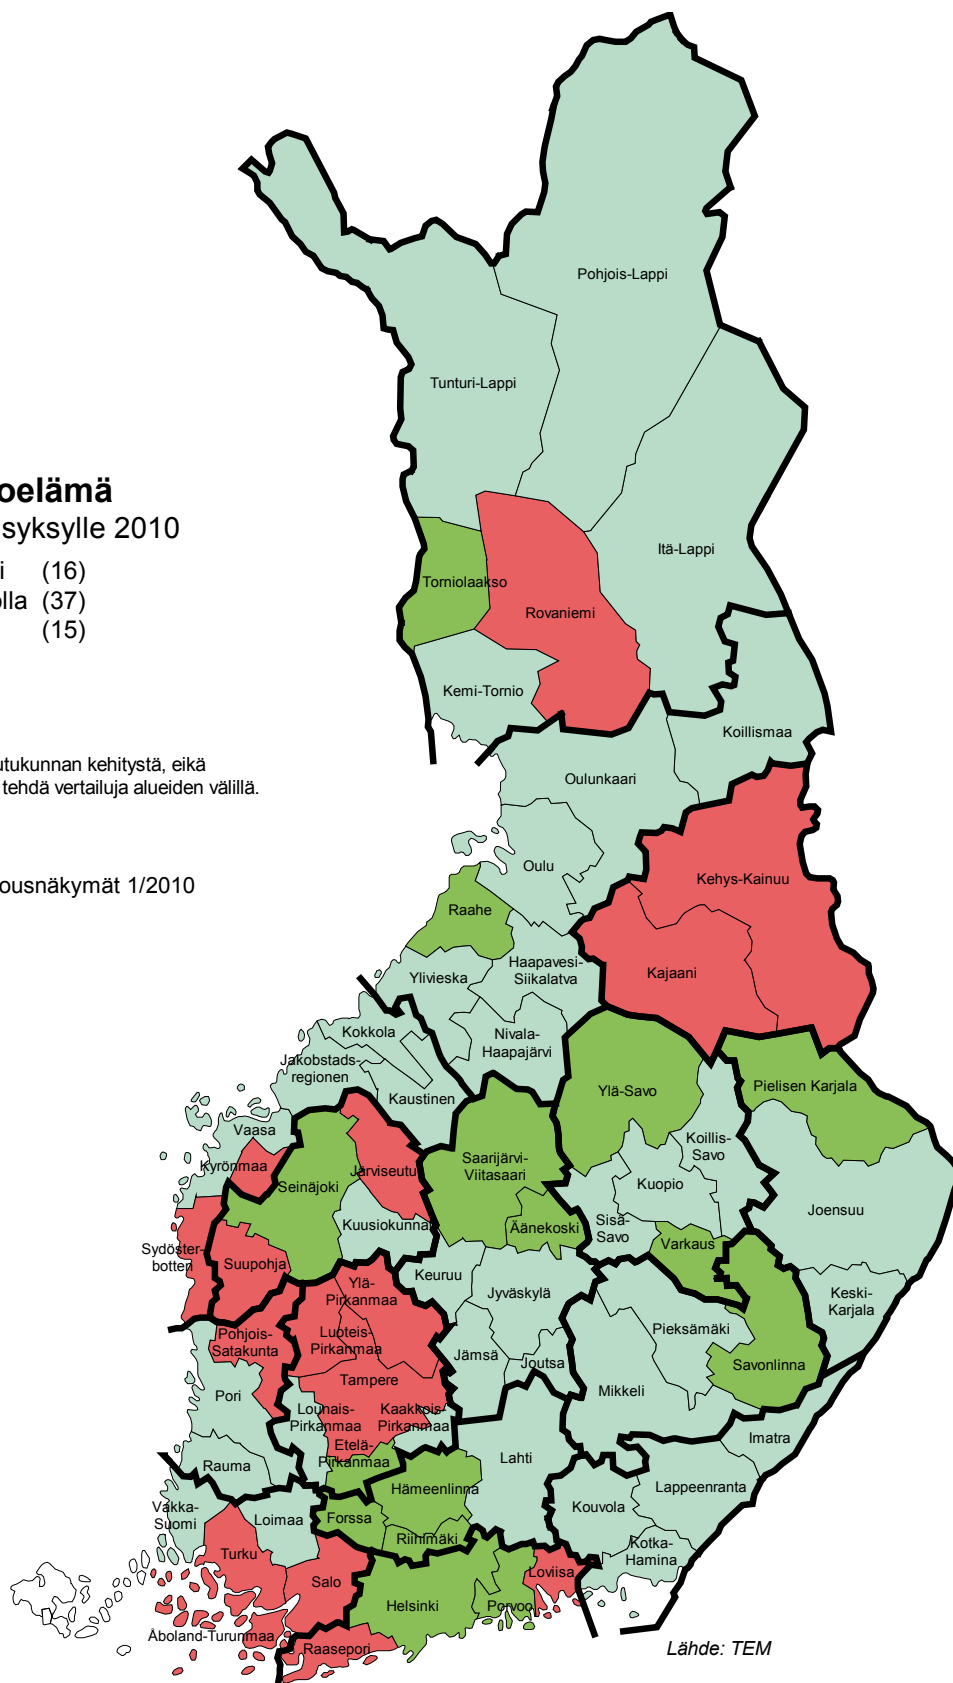 Pohjois-Lappi
Tunturi-Lappi
oelämä
syksylle 2010
Itä-Lappi
i (16)
olla (37)
(15)
Torniolaakso
Rovaniemi
Kemi-Tornio
Koillismaa
utukunnan kehitystä, eikä
tehdä vertailuja alueiden välillä.
Oulunkaari
Oulu
Kehys-Kainuu
ousnäkymät 1/2010
Raahe
Haapavesi-
Siikalatva
Ylivieska
Kajaani
Kokkola
Nivala-
Haapajärvi
Jakobstads-
regionen
Kaustinen
Ylä-Savo
Pielisen Karjala
Vaasa
Koillis-
Savo
Kyrönmaa
Järviseutu
Saarijärvi-
Viitasaari
Seinäjoki
Kuopio
Joensuu
Kuusiokunnat
Äänekoski
Sisä-
Savo
Varkaus
Sydöster-
botten
Suupohja
Keuruu
Jyväskylä
Ylä-
Pirkanmaa
Keski-
Karjala
Pohjois-
Satakunta
Luoteis-
Pirkanmaa
Pieksämäki
Jämsä
Joutsa
Savonlinna
Tampere
Mikkeli
Pori
Lounais-
Pirkanmaa
Kaakkois-
Pirkanmaa
Imatra
Etelä-
Pirkanmaa
Lahti
Rauma
Hämeenlinna
Lappeenranta
Vakka-
Suomi
Loimaa
Forssa
Kouvola
Riihimäki
Kotka-
Hamina
Turku
Salo
Loviisa
Helsinki
Porvoo
Åboland-Turunmaa
Raasepori
Lähde: TEM